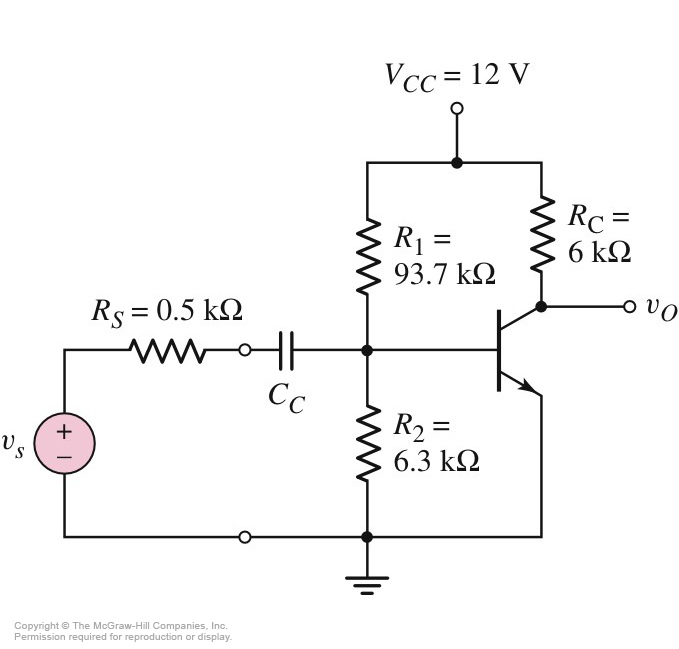 V_CC = 12 V
R_C =
6 kΩ
R_1 =
93.7 kΩ
R_S = 0.5 kΩ
v_O
C_C
R_2 =
6.3 kΩ
v_s
+
−
Copyright © The McGraw-Hill Companies, Inc.
Permission required for reproduction or display.